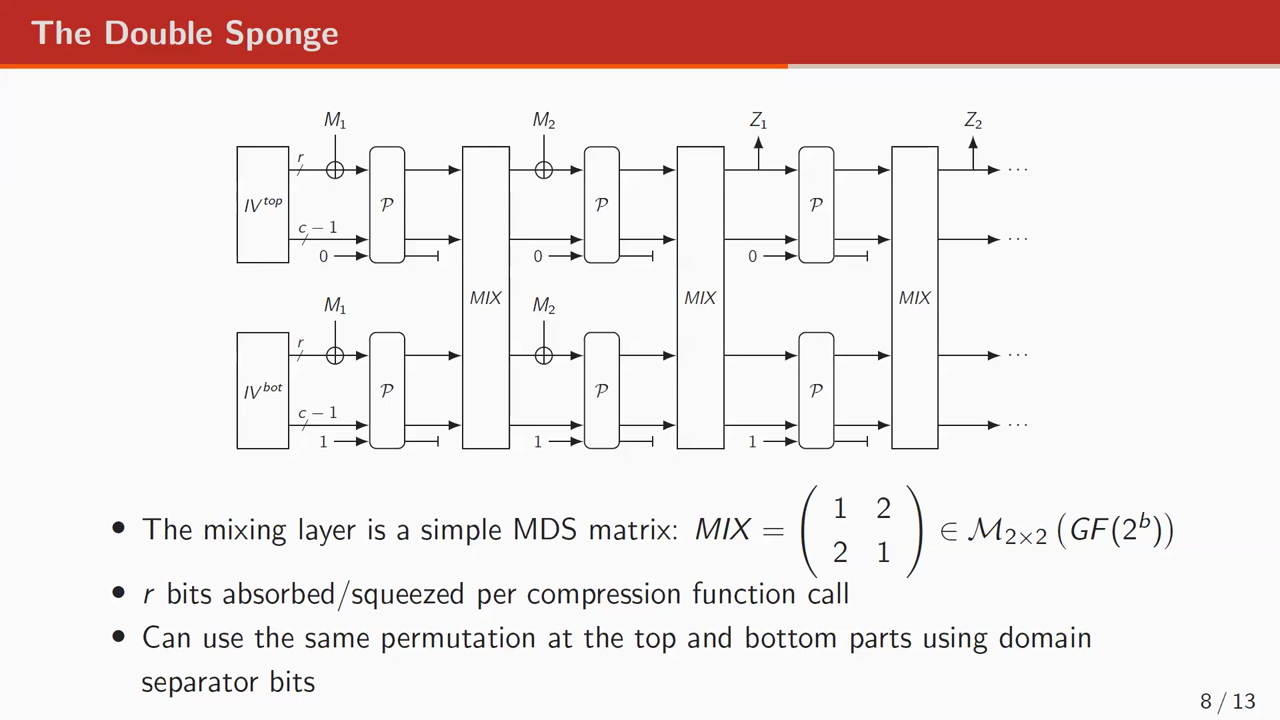 The Double Sponge
M1 M2 Z1 Z2
r
IV^top P P P ···
c − 1
0 0 0 ···
M1 M2 MIX MIX MIX
r
IV^bot P P P ···
c − 1
1 1 1 ···
• The mixing layer is a simple MDS matrix: MIX = ( 1 2 ; 2 1 ) ∈ M2×2 (GF(2^b))
• r bits absorbed/squeezed per compression function call
• Can use the same permutation at the top and bottom parts using domain
separator bits
8 / 13